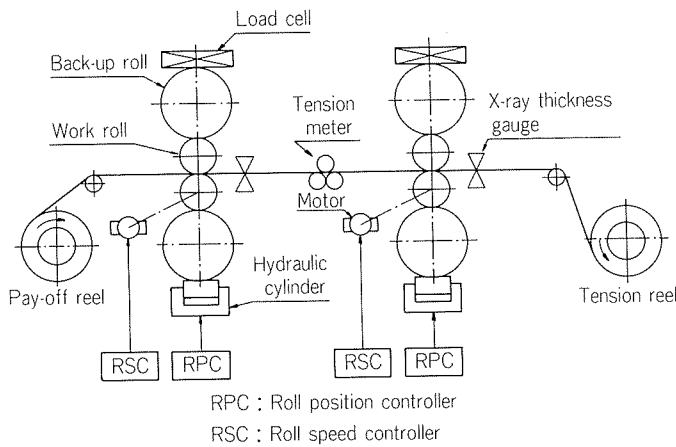 Load cell
Back-up roll
Tension
meter
X-ray thickness
gauge
Work roll
Motor
Hydraulic
cylinder
Pay-off reel
Tension reel
RSC
RPC
RSC
RPC
RPC : Roll position controller
RSC : Roll speed controller